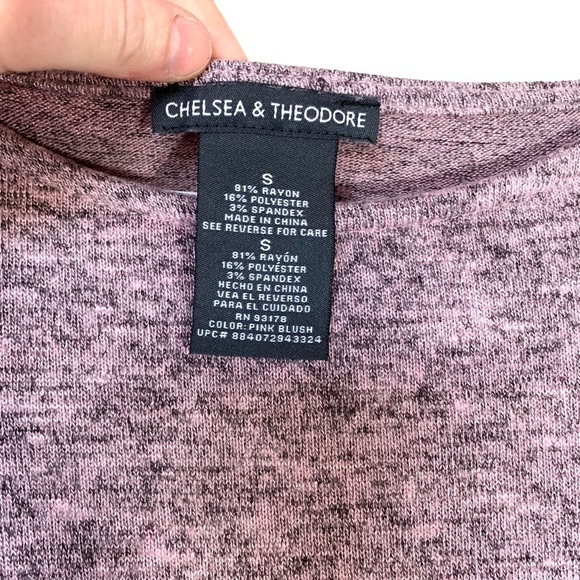 CHELSEA & THEODORE
S
81% RAYON
16% POLYESTER
3% SPANDEX
MADE IN CHINA
SEE REVERSE FOR CARE
S
81% RAYÓN
16% POLYÉSTER
3% SPANDEX
HECHO EN CHINA
VEA EL REVERSO
PARA EL CUIDADO
RN 93178
COLOR: PINK BLUSH
UPC# 884072943324